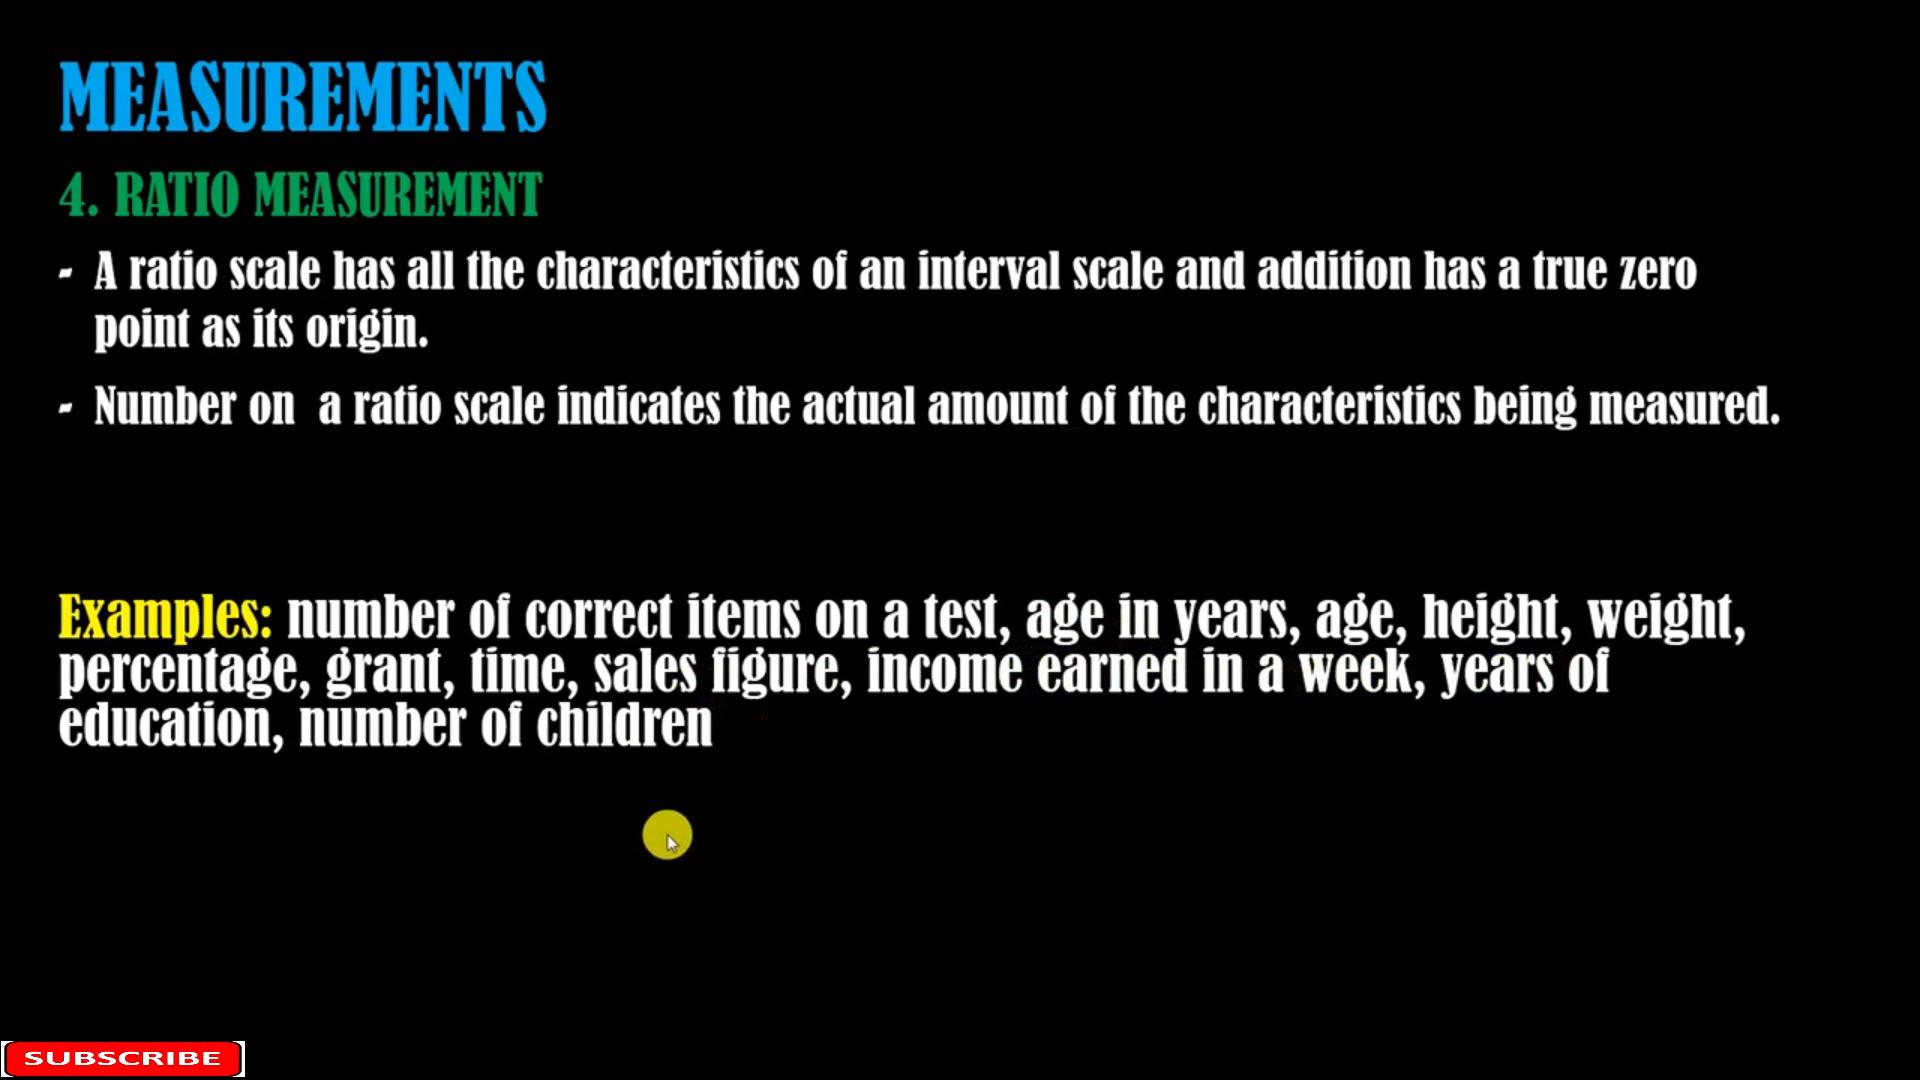 MEASUREMENTS
4. RATIO MEASUREMENT
- A ratio scale has all the characteristics of an interval scale and addition has a true zero
point as its origin.
- Number on a ratio scale indicates the actual amount of the characteristics being measured.
Examples: number of correct items on a test, age in years, age, height, weight,
percentage, grant, time, sales figure, income earned in a week, years of
education, number of children
SUBSCRIBE